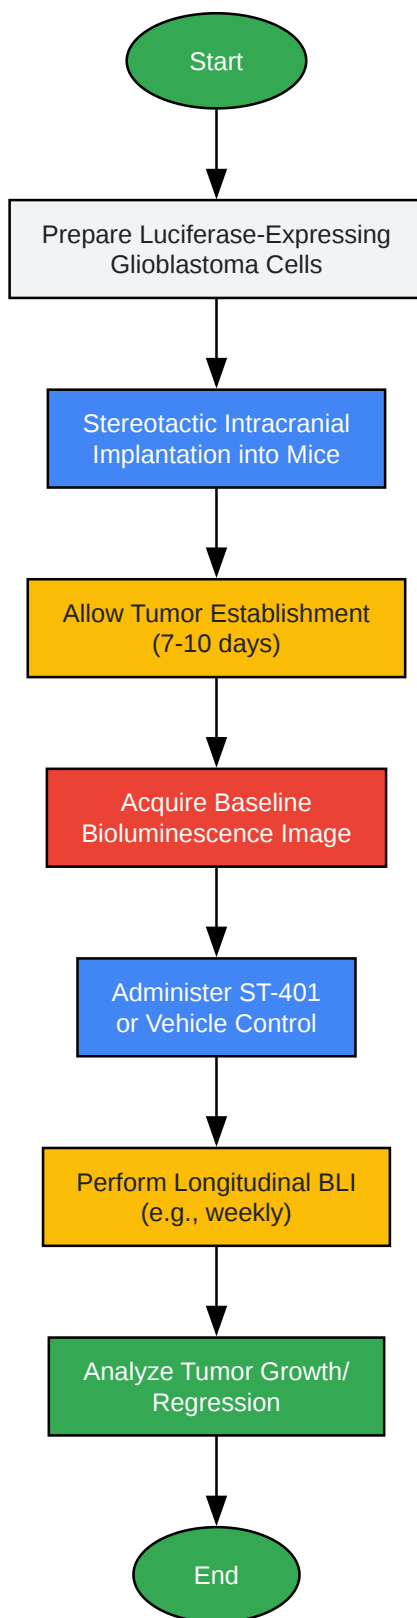 Start
Prepare Luciferase-Expressing
Glioblastoma Cells
Stereotactic Intracranial
Implantation into Mice
Allow Tumor Establishment
(7-10 days)
Acquire Baseline
Bioluminescence Image
Administer ST-401
or Vehicle Control
Perform Longitudinal BLI
(e.g., weekly)
Analyze Tumor Growth/
Regression
End